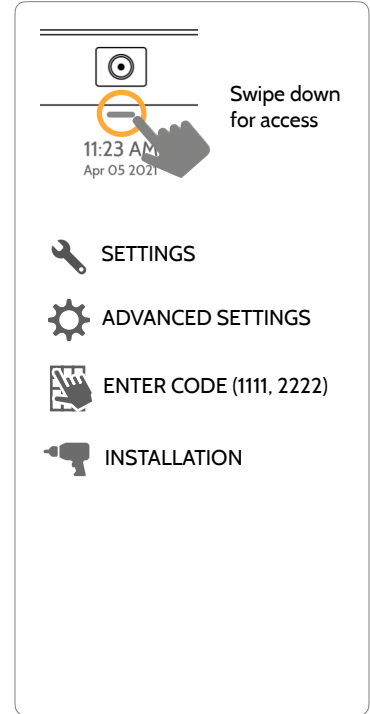 Swipe down
for access
11:23 AM
Apr 05 2021
SETTINGS
ADVANCED SETTINGS
ENTER CODE (1111, 2222)
INSTALLATION